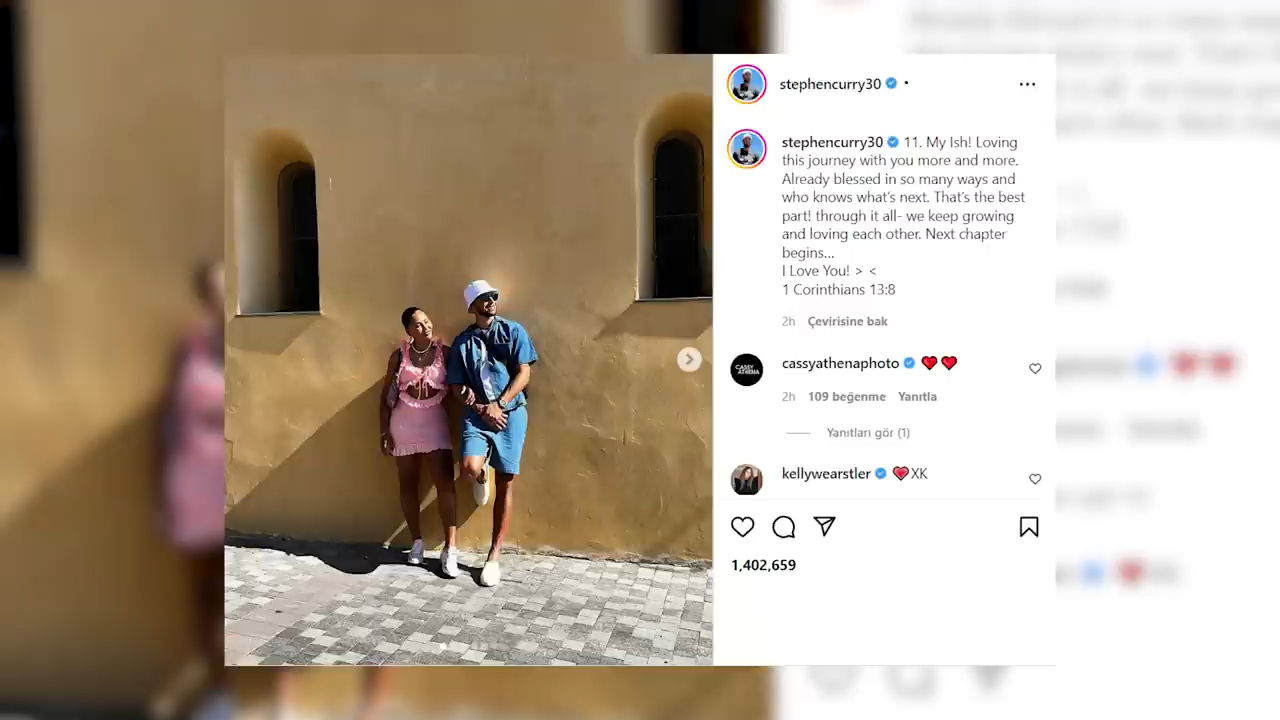 stephencurry30 •
stephencurry30 11. My Ish! Loving
this journey with you more and more.
Already blessed in so many ways and
who knows what's next. That's the best
part! through it all- we keep growing
and loving each other. Next chapter
begins...
I Love You! > <
1 Corinthians 13:8
2h Çevirisine bak
CASSY
ATHENA
cassyathenaphoto ❤️❤️
2h 109 beğenme Yanıtla
Yanıtları gör (1)
kellywearstler ❤️XK
1,402,659